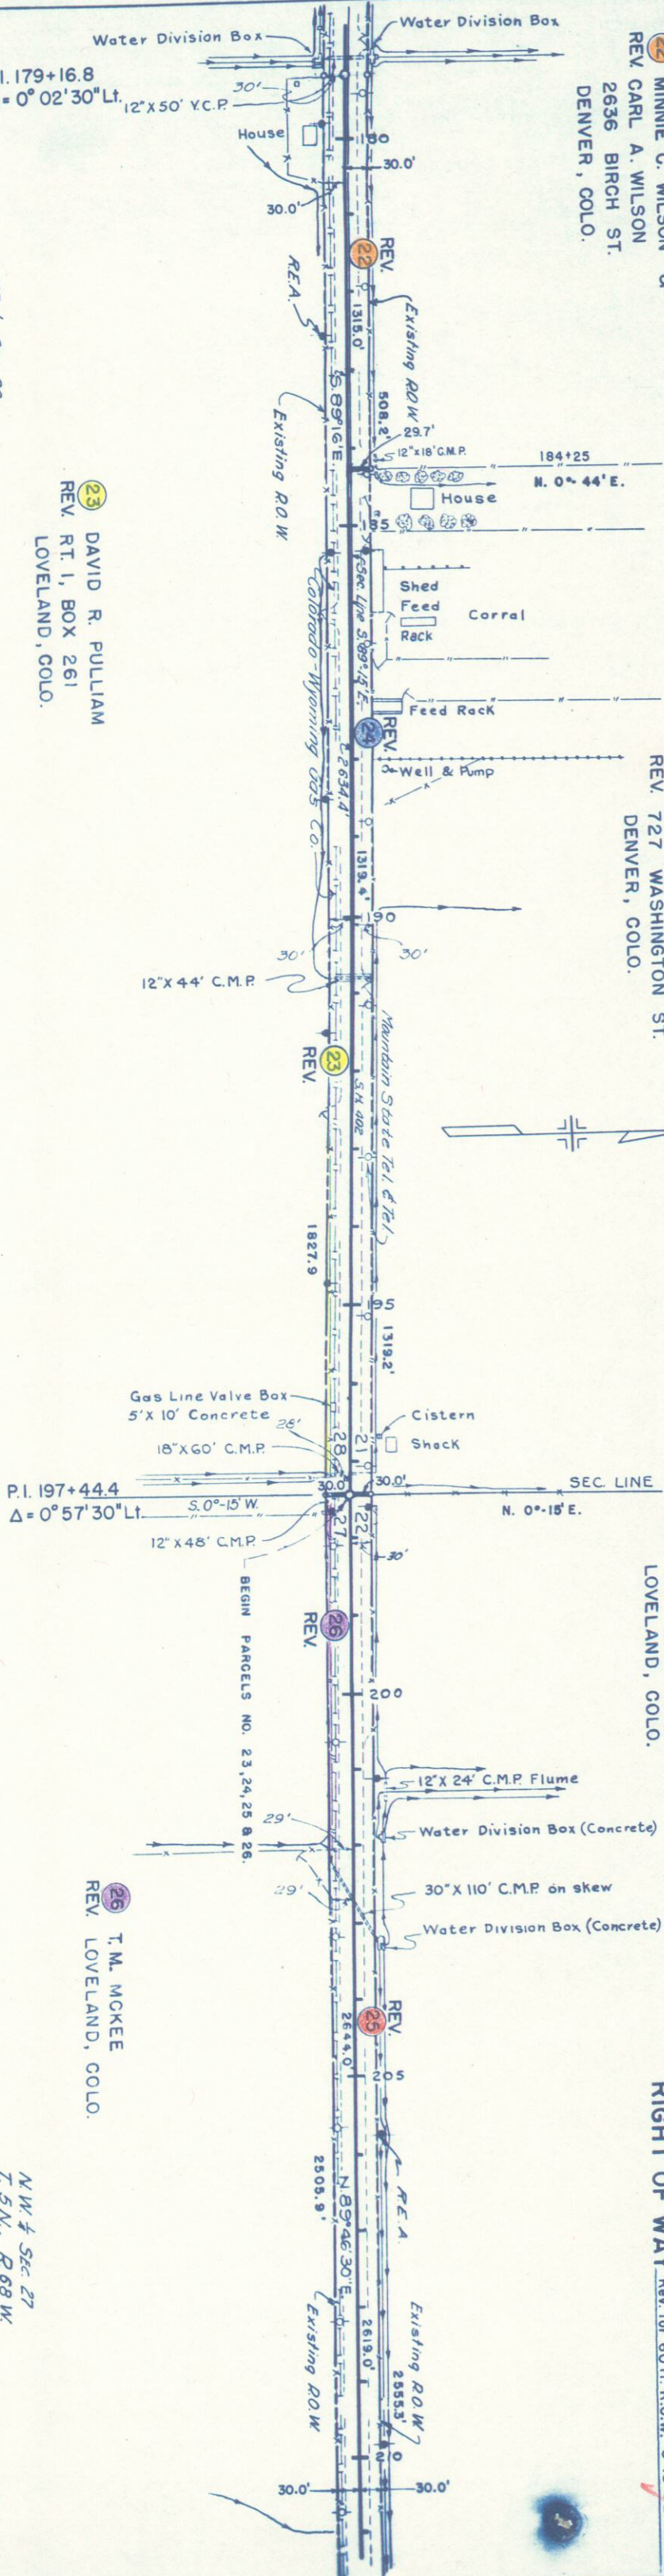 Water Division Box
Water Division Box
I. 179+16.8
= 0° 02' 30" Lt.
30'
12" X 50' Y.C.P.
House
180
30.0'
30.0'
22 MINNIE C. WILSON &
REV. CARL A. WILSON
2636 BIRCH ST.
DENVER, COLO.
REV.
22
R.E.A.
1315.0'
Existing R.O.W.
508.2'
S. 89° 16' E.
Existing R.O.W.
29.7'
12" X 18' C.M.P.
184+25
N. 0°- 44' E.
House
185
23 DAVID R. PULLIAM
REV. RT. 1, BOX 261
LOVELAND, COLO.
Shed
Feed
Rack
Corral
Sec. Line S. 89°-15' E.
Colorado-Wyoming Gas Co.
Feed Rack
REV.
24
2634.4'
Well & Pump
REV. 727 WASHINGTON ST.
DENVER, COLO.
1319.4'
190
30'
30'
12" X 44' C.M.P.
Mountain State Tel. & Tel.
23
REV.
S.H. 402
1827.9
195
1319.2'
Gas Line Valve Box
5' X 10' Concrete
28'
18" X 60' C.M.P.
Cistern
Shack
28
21
30.0'
30.0'
P.I. 197+44.4
Δ = 0° 57' 30" Lt.
S. 0°-15' W.
SEC. LINE
N. 0°-15' E.
27
22
12" X 48' C.M.P.
30'
BEGIN PARCELS NO. 23, 24, 25 & 26.
26
REV.
LOVELAND, COLO.
200
12" X 24' C.M.P. Flume
29'
Water Division Box (Concrete)
29'
30" X 110' C.M.P. on skew
Water Division Box (Concrete)
26 T. M. MCKEE
REV. LOVELAND, COLO.
REV.
25
2644.0'
205
R.E.A.
2505.9'
N. 89° 46' 30" E.
Existing R.O.W.
2619.0'
Existing R.O.W.
2555.3'
30.0'
30.0'
N.W. ¼ SEC. 27
T. 5 N., R. 68 W.
RIGHT OF WAY